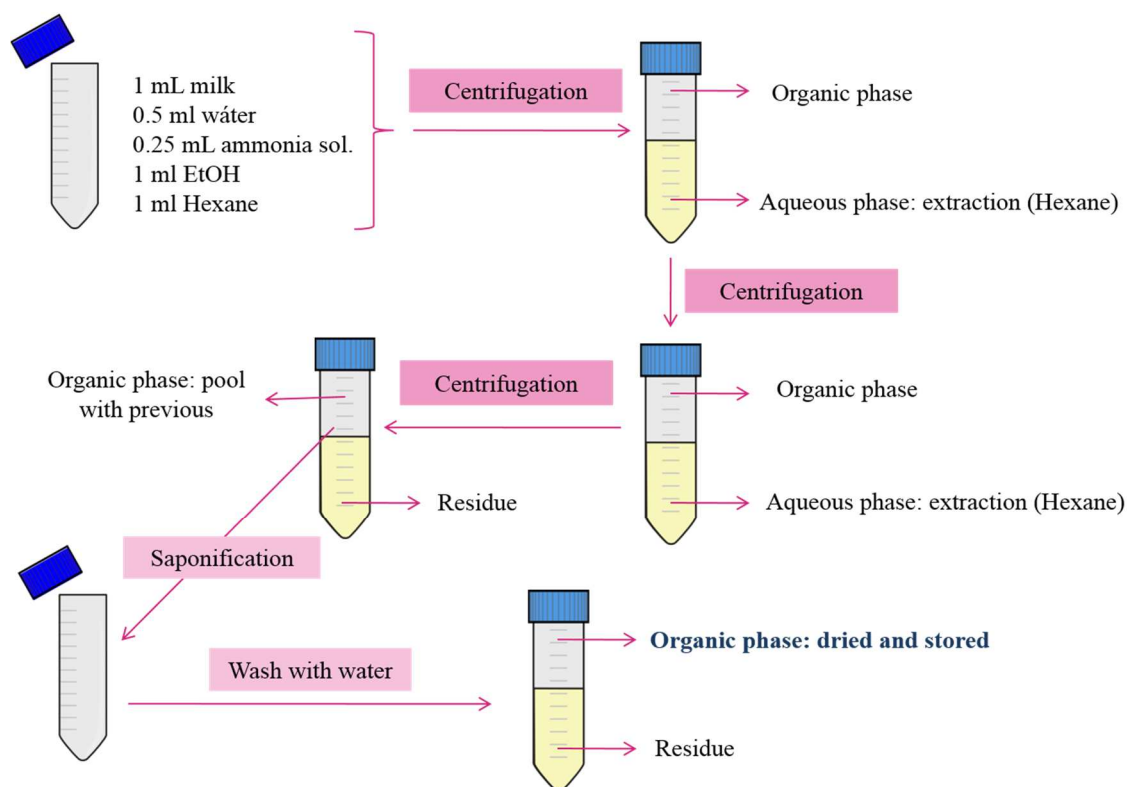 1 mL milk
0.5 ml wáter
0.25 mL ammonia sol.
1 ml EtOH
1 ml Hexane
Centrifugation
Organic phase
Aqueous phase: extraction (Hexane)
Centrifugation
Organic phase
Aqueous phase: extraction (Hexane)
Centrifugation
Organic phase: pool
with previous
Residue
Saponification
Wash with water
Organic phase: dried and stored
Residue